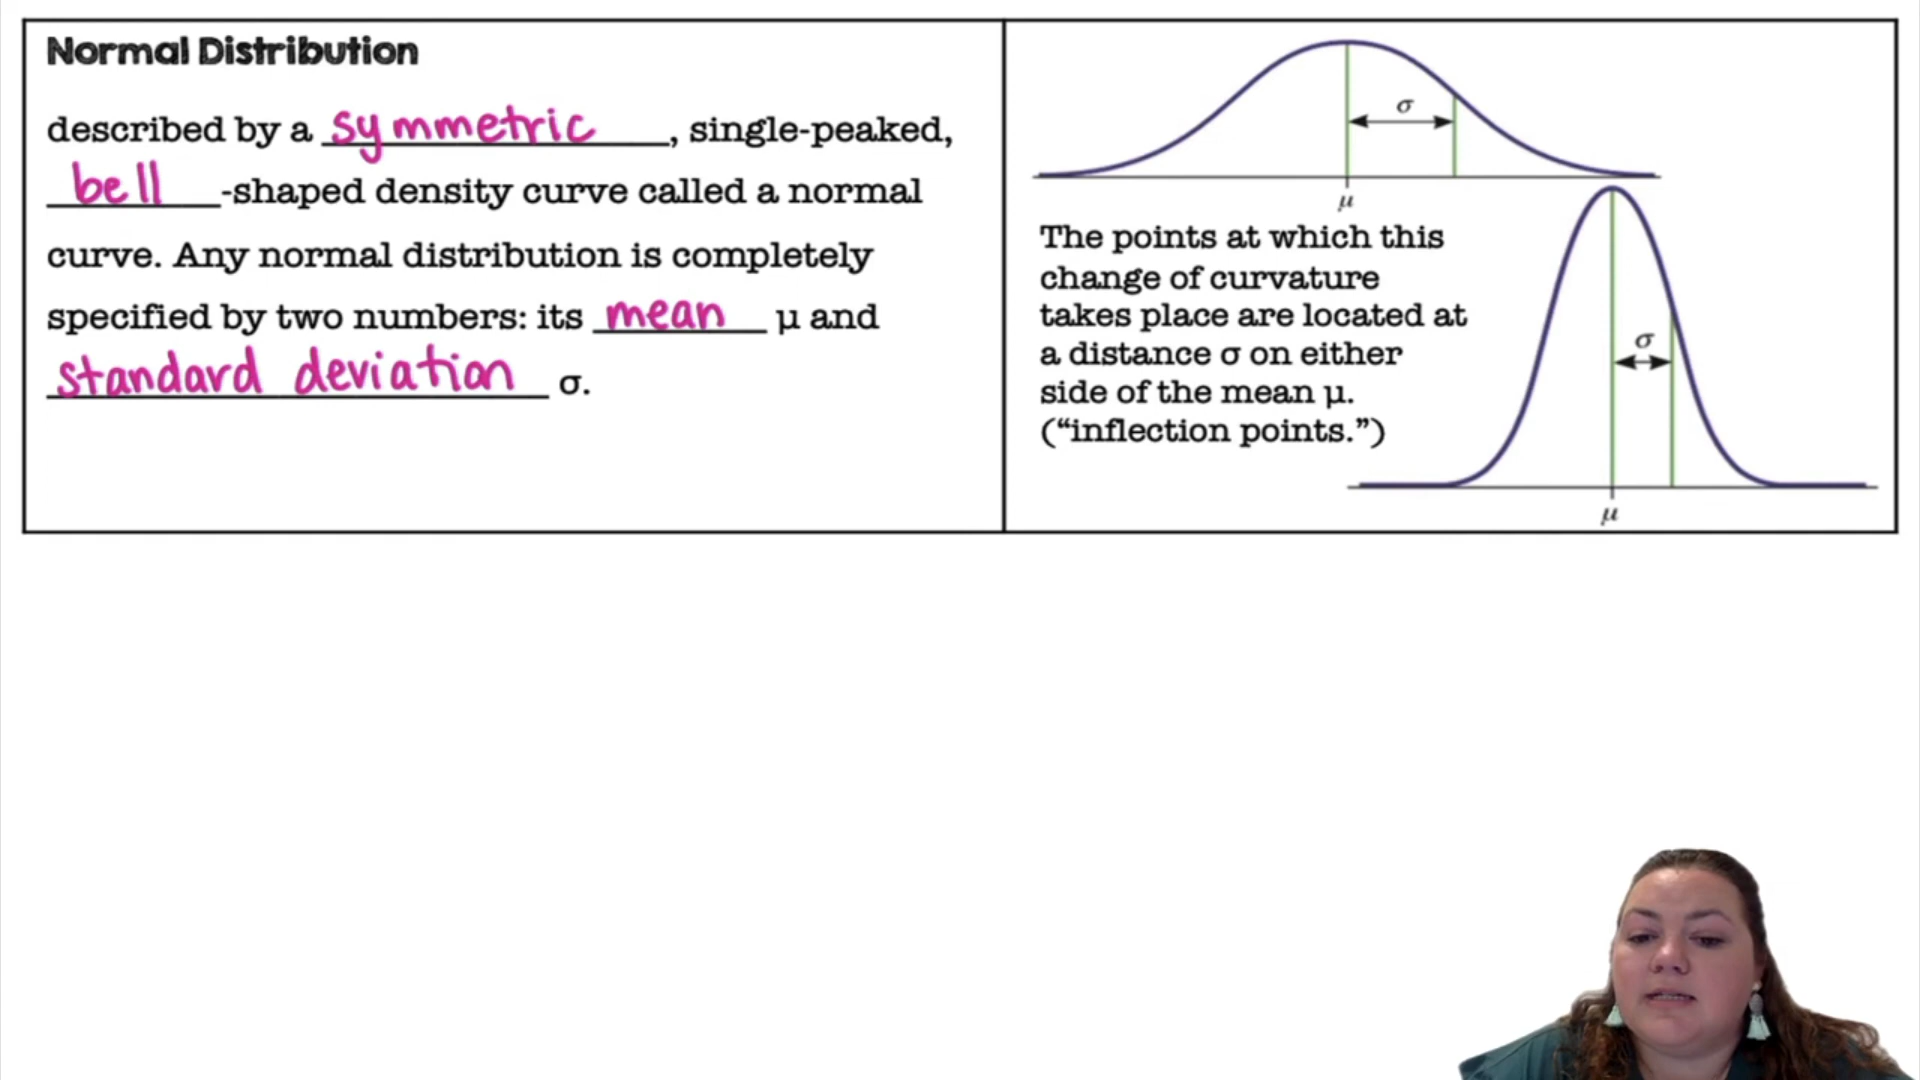 Normal Distribution
described by a symmetric, single-peaked,
bell-shaped density curve called a normal
curve. Any normal distribution is completely
specified by two numbers: its mean μ and
standard deviation σ.
σ
μ
The points at which this
change of curvature
takes place are located at
a distance σ on either
side of the mean μ.
(“inflection points.”)
σ
μ